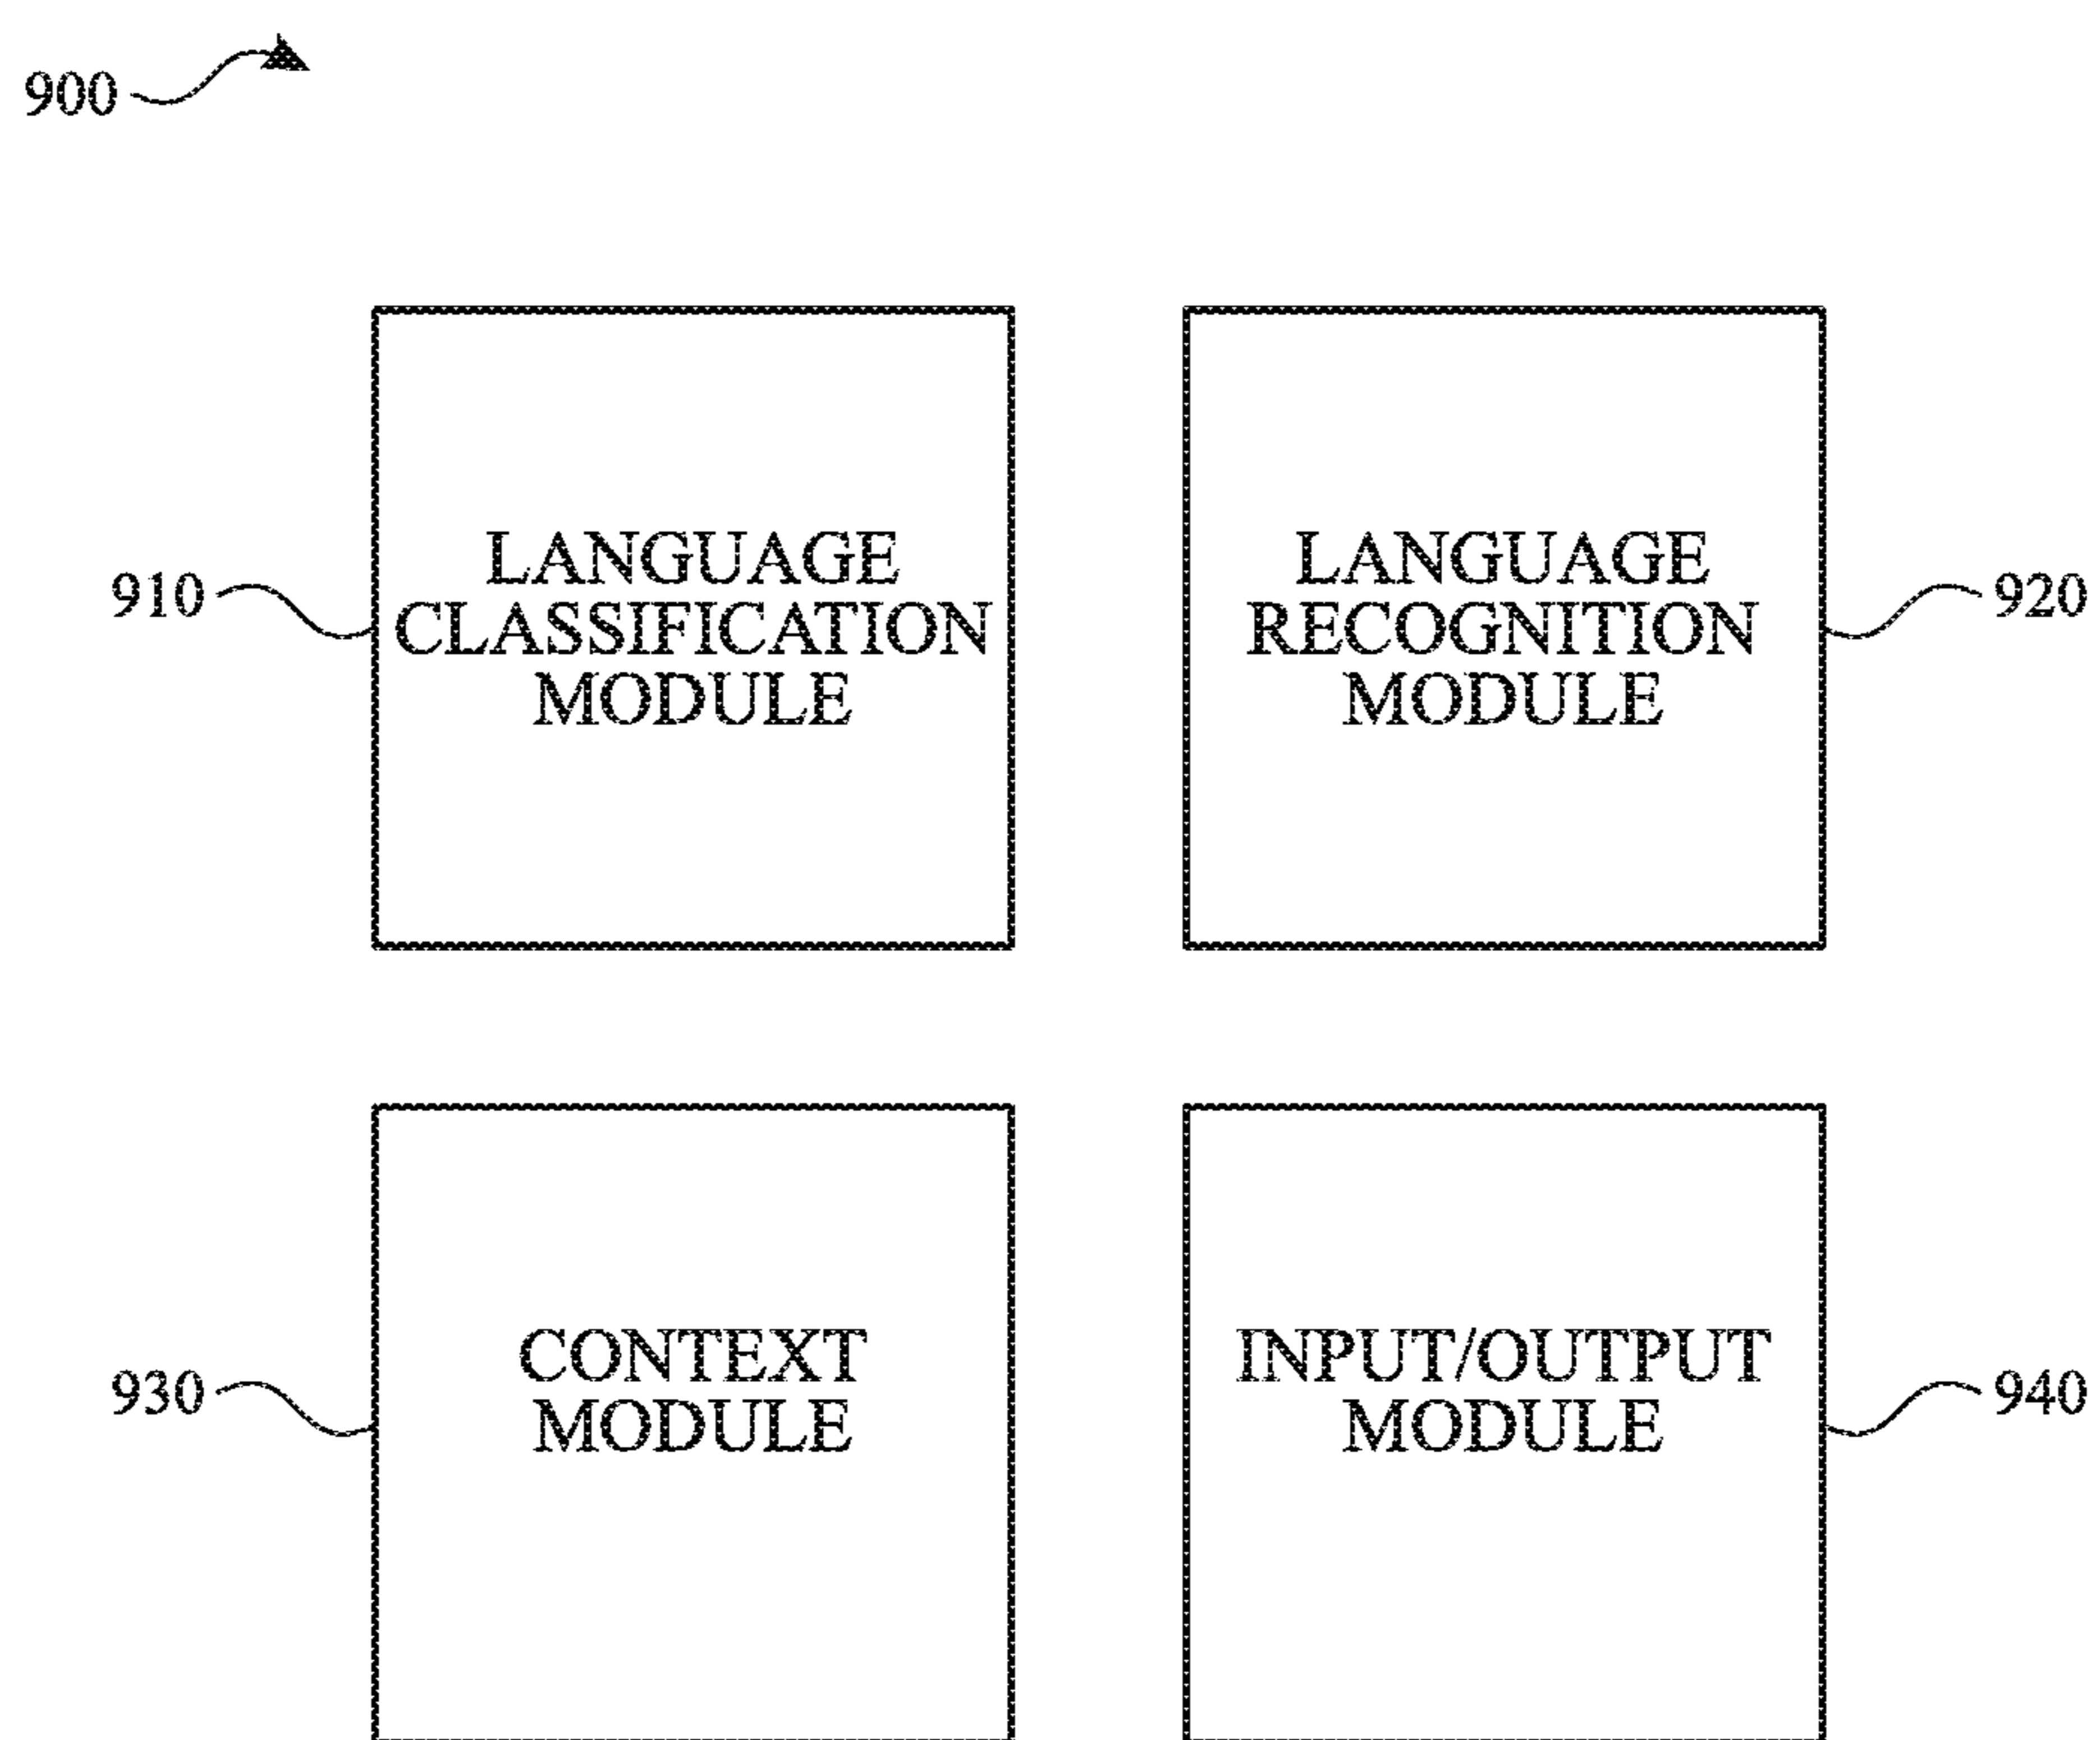 900
910
LANGUAGE
CLASSIFICATION
MODULE
LANGUAGE
RECOGNITION
MODULE
920
930
CONTEXT
MODULE
INPUT/OUTPUT
MODULE
940